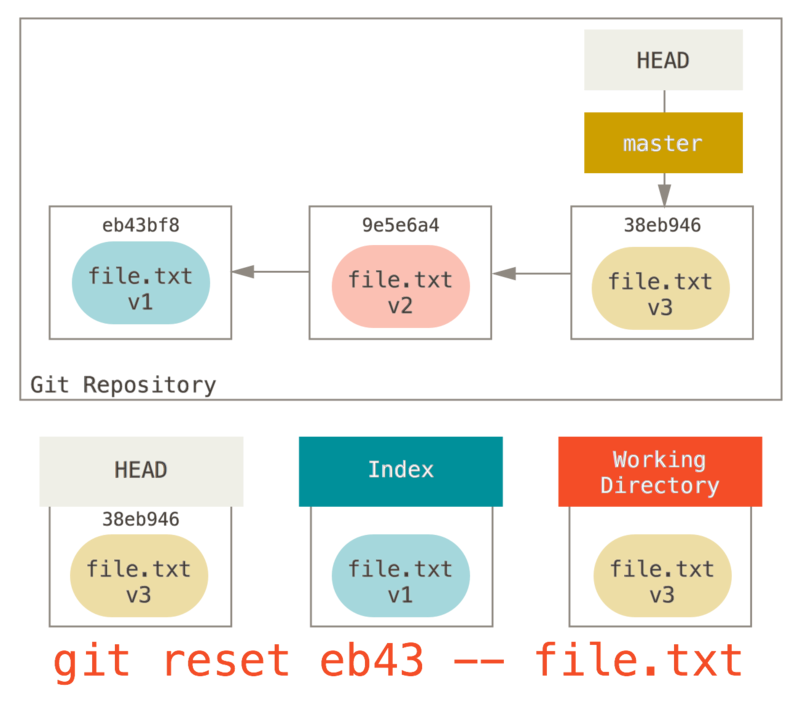 HEAD
master
eb43bf8
9e5e6a4
38eb946
file.txt
v1
file.txt
v2
file.txt
v3
Git Repository
HEAD
Index
Working
Directory
38eb946
file.txt
v3
file.txt
v1
file.txt
v3
git reset eb43 -- file.txt